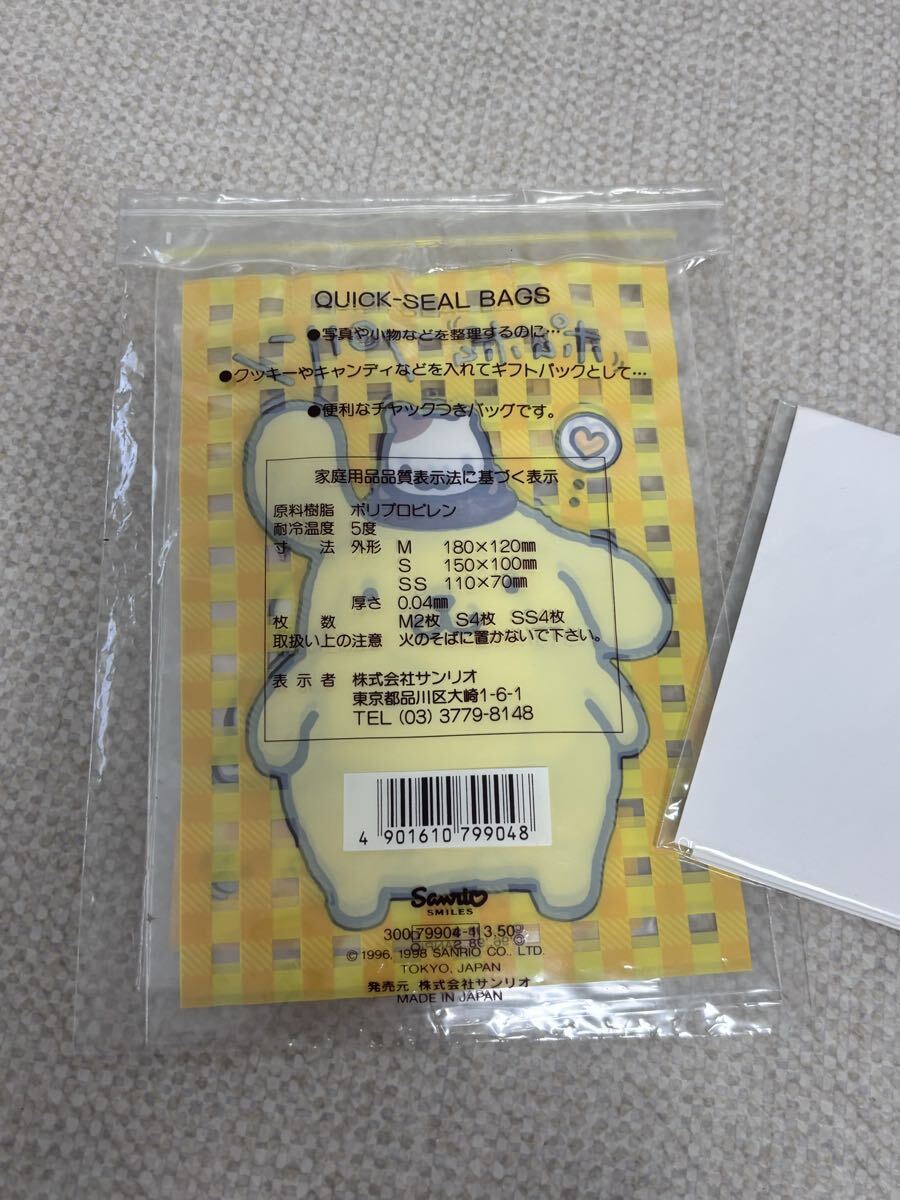 QUICK-SEAL BAGS
●写真や小物などを整理するのに…
●クッキーやキャンディなどを入れてギフトパックとして…
●便利なチャックつきバッグです。
家庭用品品質表示法に基づく表示
原料樹脂 ポリプロピレン
耐冷温度 5度
寸法 外形 M 180×120㎜
S 150×100㎜
SS 110×70㎜
厚さ 0.04㎜
枚数 M2枚 S4枚 SS4枚
取扱い上の注意 火のそばに置かないで下さい。
表示者 株式会社サンリオ
東京都品川区大崎1-6-1
TEL (03) 3779-8148
4 901610 799048
Sanrio
SMILES
300 79904-4 3.50
© 1996, 1998 SANRIO CO., LTD.
TOKYO, JAPAN
発売元 株式会社サンリオ
MADE IN JAPAN